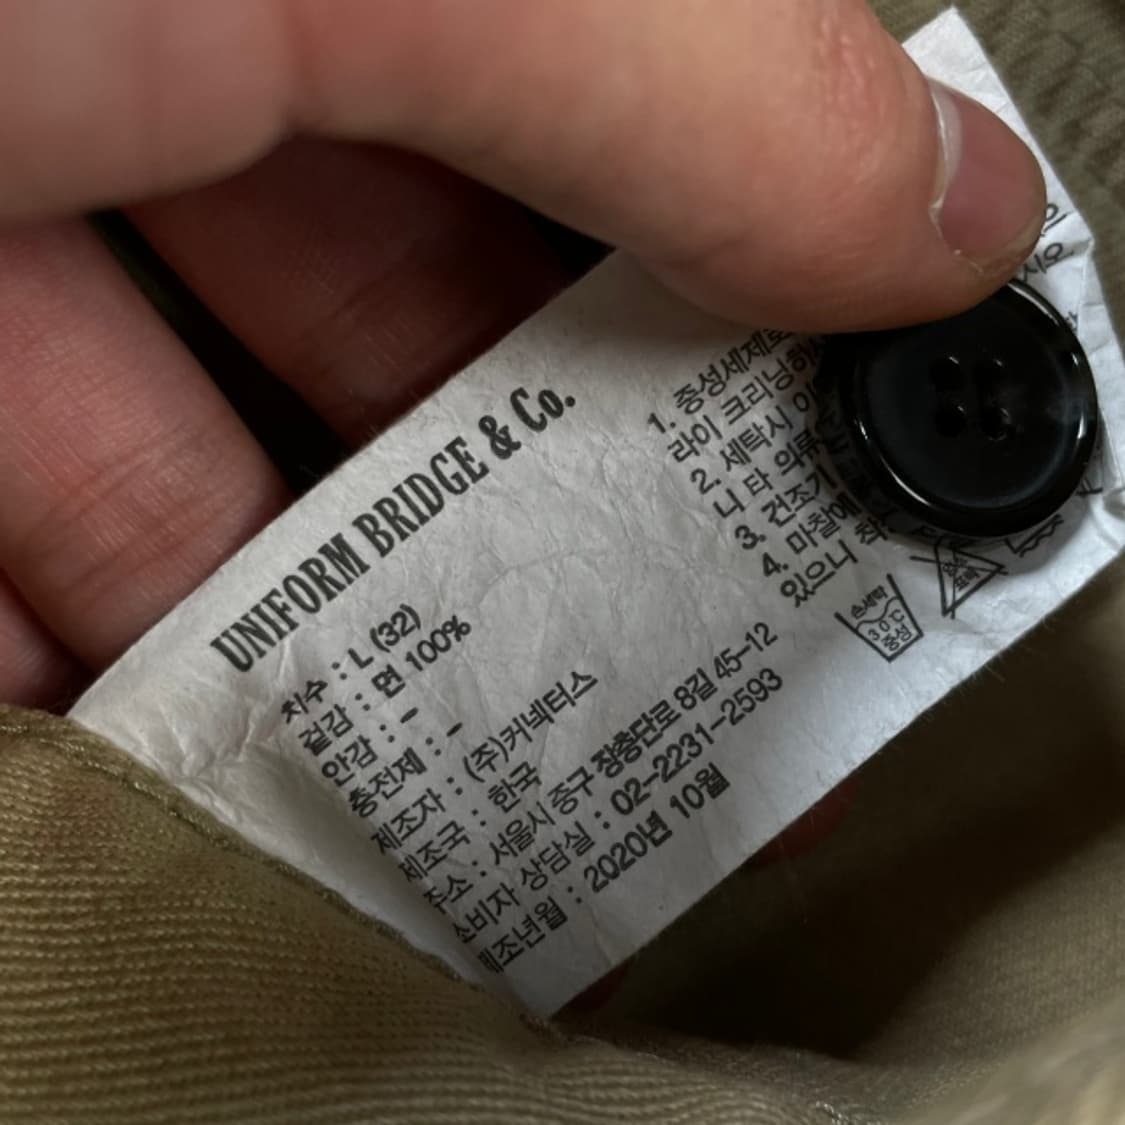 UNIFORM BRIDGE & Co.
치수 : L (32)
겉감 : 면 100%
안감 : -
충전제 : -
제조자 : (주)커넥터스
제조국 : 한국
주소 : 서울시 중구 장충단로 8길 45-12
소비자 상담실 : 02-2231-2593
제조년월 : 2020년 10월
1. 중성세제로
라이 크리닝하
2. 세탁시 이
니 타 의류
3. 건조기
4. 마찰에
있으니 착
손세탁
30℃
중성